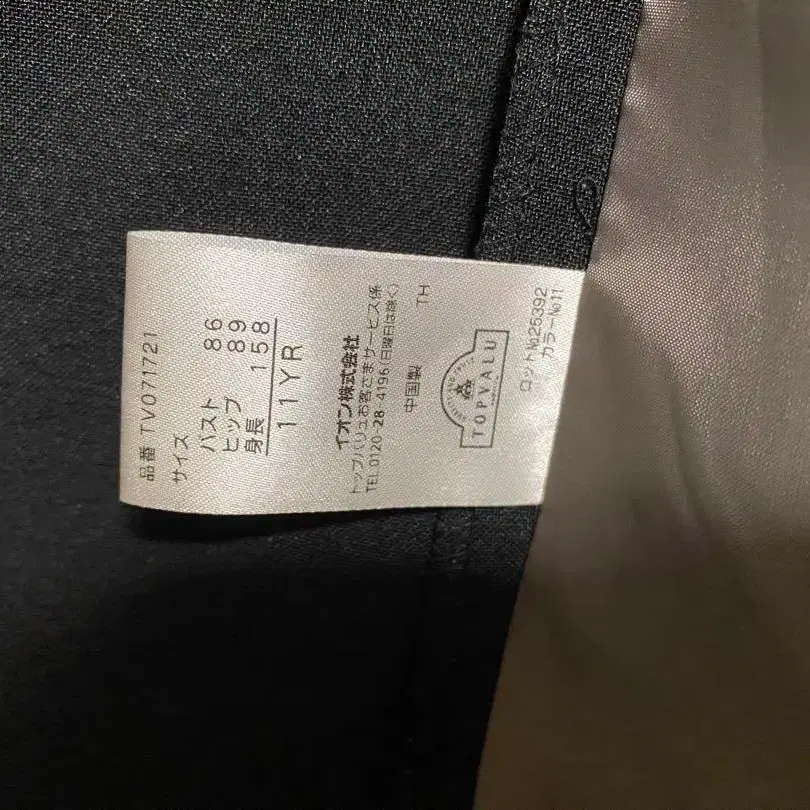 品番 TV071721
サイズ
バスト 86
ヒップ 89
身長 158
11YR
イオン株式会社
トップバリュお客さまサービス係
TEL.0120-28-4196(日曜日は除く)
中国製 TH
TOPVALU
ロット№25392
カラー№11